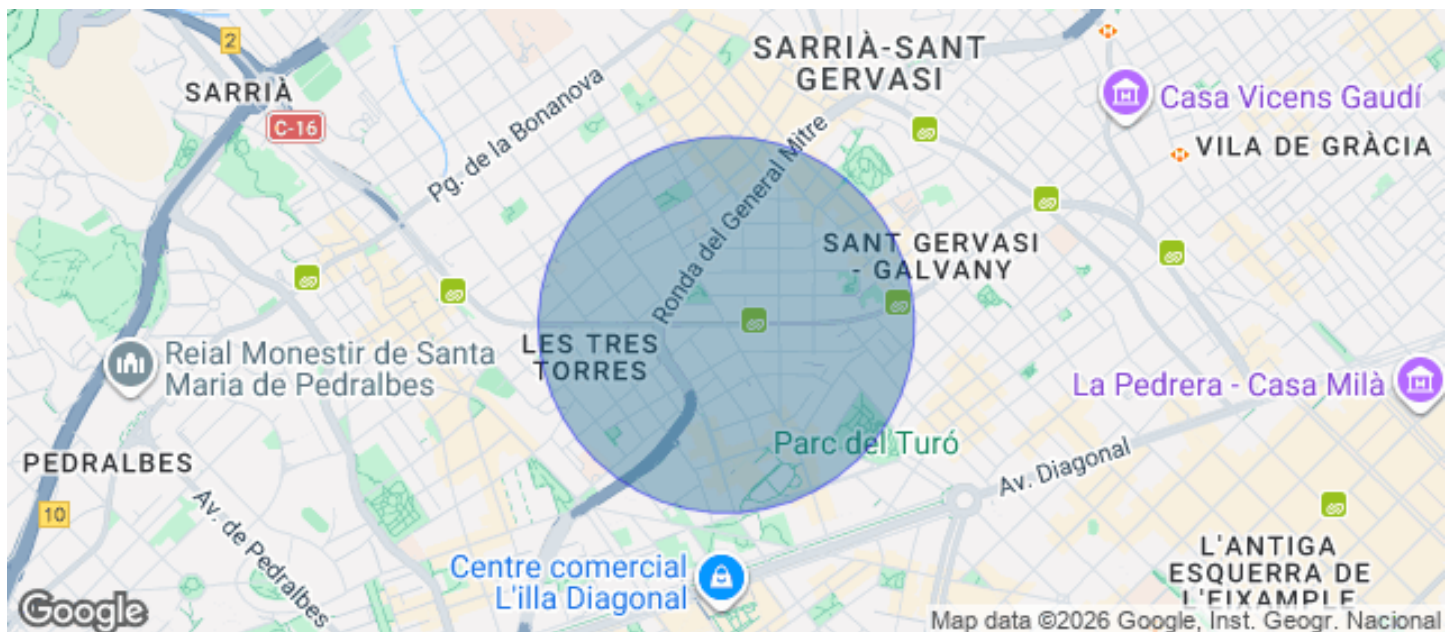 2
SARRIÀ
C-16
Pg. de la Bonanova
SARRIÀ-SANT
GERVASI
Casa Vicens Gaudí
VILA DE GRÀCIA
Ronda del General Mitre
SANT GERVASI
- GALVANY
LES TRES
TORRES
Reial Monestir de Santa
Maria de Pedralbes
La Pedrera - Casa Milà
Parc del Turó
PEDRALBES
Av. Diagonal
10
Av. de Pedralbes
Centre comercial
L'illa Diagonal
L'ANTIGA
ESQUERRA DE
L'EIXAMPLE
Google
Map data ©2026 Google, Inst. Geogr. Nacional